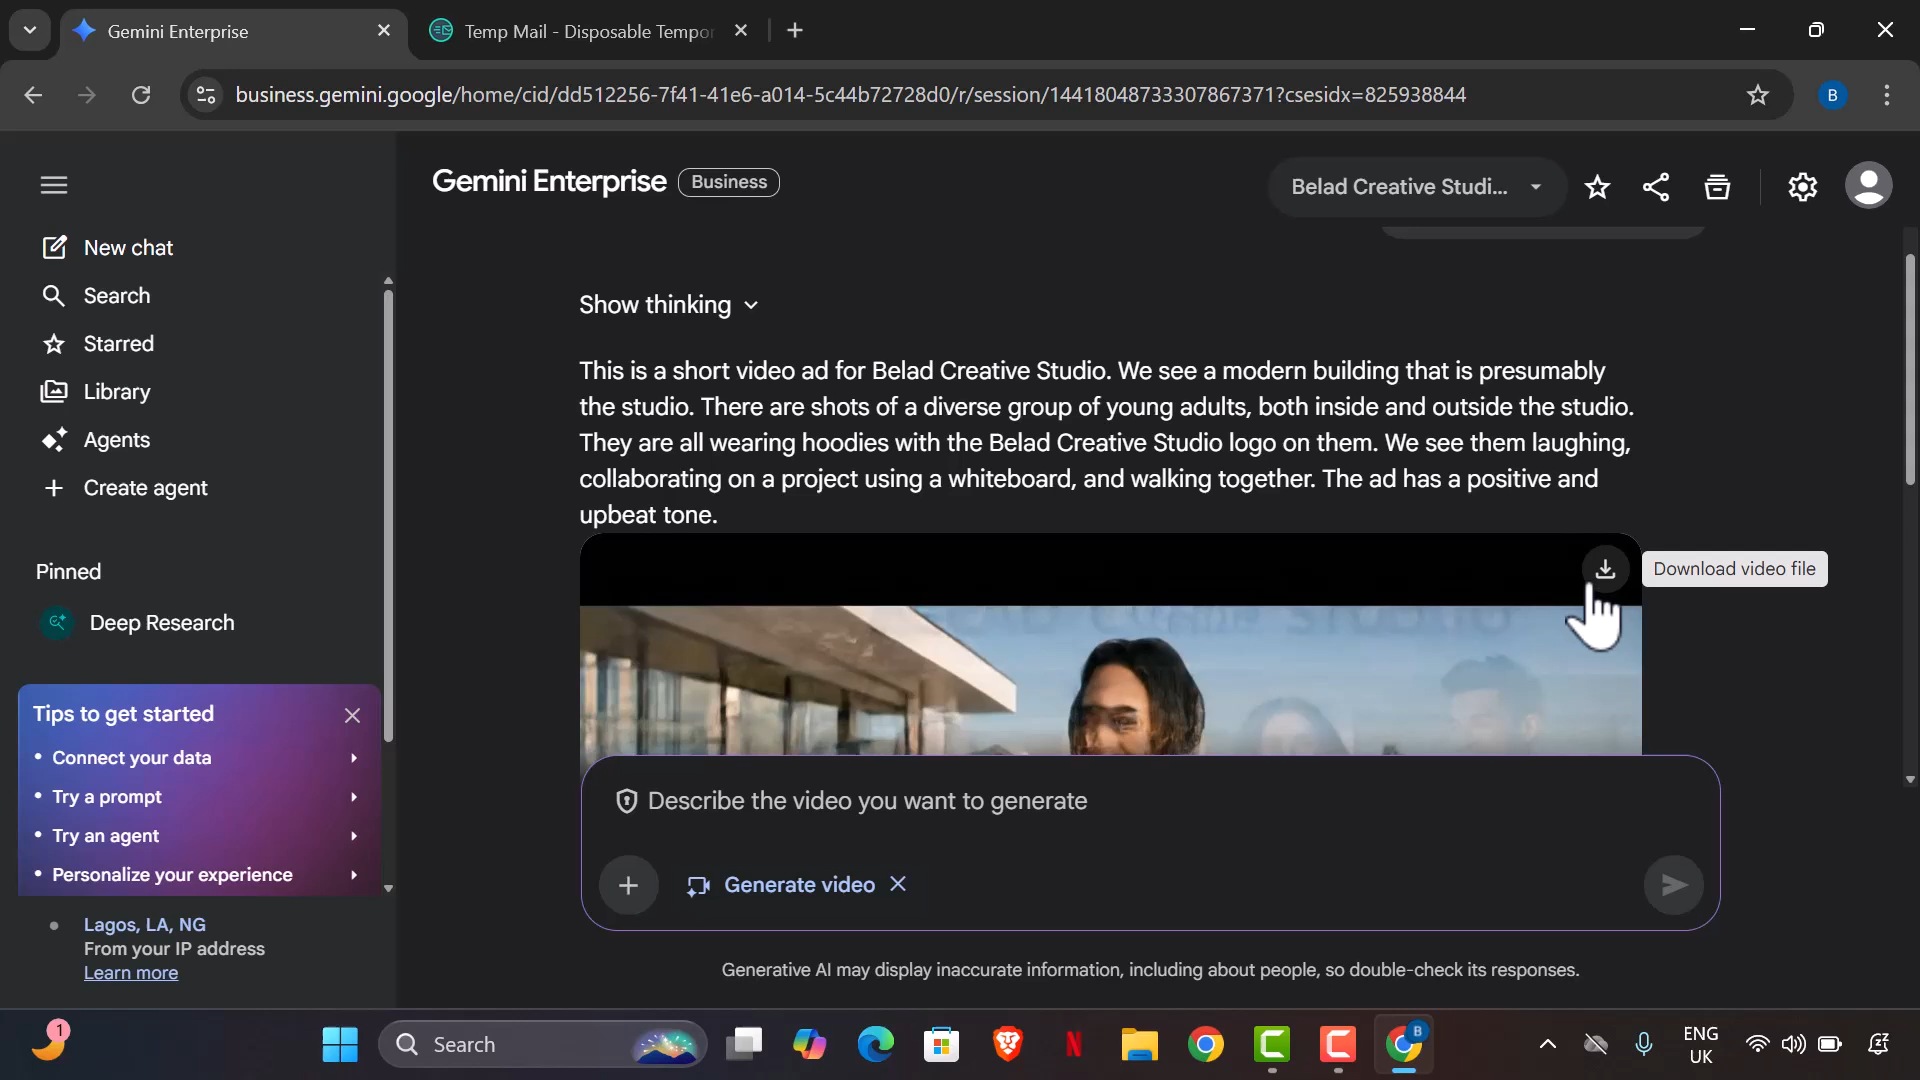 Gemini Enterprise
Temp Mail - Disposable Tempor
business.gemini.google/home/cid/dd512256-7f41-41e6-a014-5c44b72728d0/r/session/14418048733307867371?csesidx=825938844
B
Gemini Enterprise
Business
Belad Creative Studi...
New chat
Search
Starred
Library
Agents
Create agent
Pinned
Deep Research
Tips to get started
• Connect your data
• Try a prompt
• Try an agent
• Personalize your experience
Lagos, LA, NG
From your IP address
Learn more
Show thinking
This is a short video ad for Belad Creative Studio. We see a modern building that is presumably
the studio. There are shots of a diverse group of young adults, both inside and outside the studio.
They are all wearing hoodies with the Belad Creative Studio logo on them. We see them laughing,
collaborating on a project using a whiteboard, and walking together. The ad has a positive and
upbeat tone.
Download video file
Describe the video you want to generate
Generate video
Generative AI may display inaccurate information, including about people, so double-check its responses.
1
Search
N
B
ENG
UK